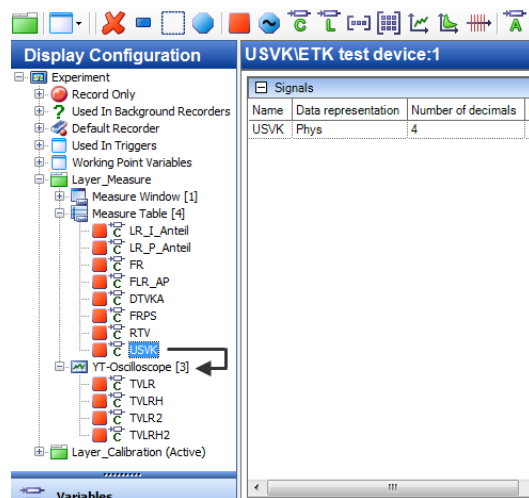 Display Configuration
USVK\ETK test device:1
Experiment
Record Only
Used In Background Recorders
Default Recorder
Used In Triggers
Working Point Variables
Layer_Measure
Measure Window [1]
Measure Table [4]
LR_I_Anteil
LR_P_Anteil
FR
FLR_AP
DTVKA
FRPS
RTV
USVK
YT-Oscilloscope [3]
TVLR
TVLRH
TVLR2
TVLRH2
Layer_Calibration (Active)
Variables
Signals
Name Data representation Number of decimals
USVK Phys 4